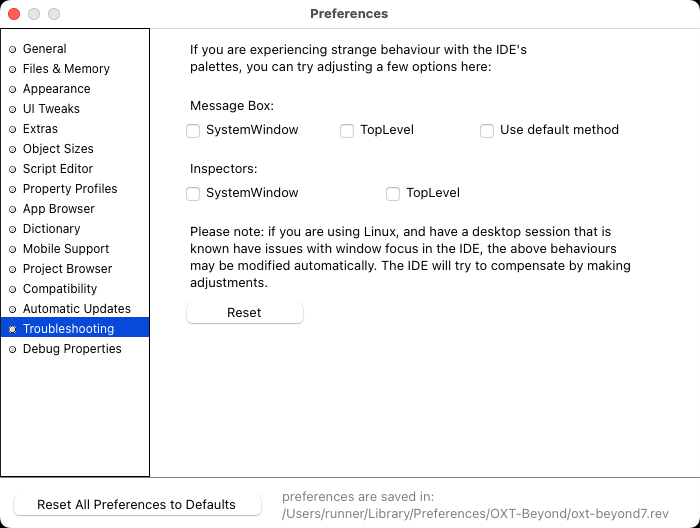 Preferences
General
Files & Memory
Appearance
UI Tweaks
Extras
Object Sizes
Script Editor
Property Profiles
App Browser
Dictionary
Mobile Support
Project Browser
Compatibility
Automatic Updates
Troubleshooting
Debug Properties
If you are experiencing strange behaviour with the IDE's
palettes, you can try adjusting a few options here:
Message Box:
SystemWindow TopLevel Use default method
Inspectors:
SystemWindow TopLevel
Please note: if you are using Linux, and have a desktop session that is
known have issues with window focus in the IDE, the above behaviours
may be modified automatically. The IDE will try to compensate by making
adjustments.
Reset
Reset All Preferences to Defaults
preferences are saved in:
/Users/runner/Library/Preferences/OXT-Beyond/oxt-beyond7.rev